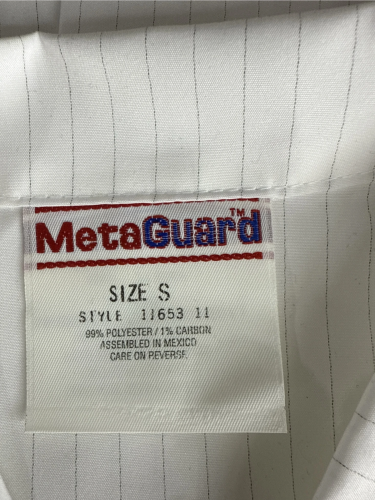 MetaGuard™
SIZE S
STYLE 11653 11
99% POLYESTER / 1% CARBON
ASSEMBLED IN MEXICO
CARE ON REVERSE